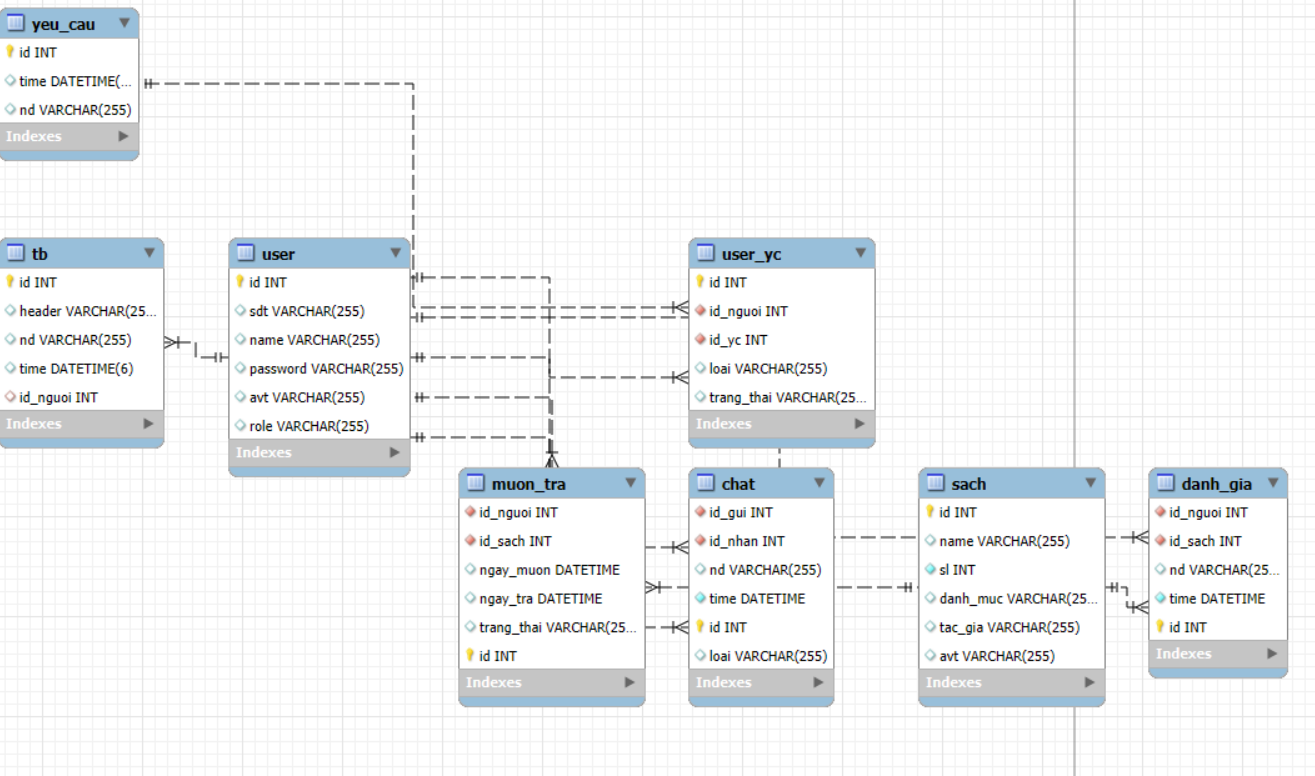 yeu_cau
id INT
time DATETIME(...
nd VARCHAR(255)
Indexes
tb
id INT
header VARCHAR(25...
nd VARCHAR(255)
time DATETIME(6)
id_nguoi INT
Indexes
user
id INT
sdt VARCHAR(255)
name VARCHAR(255)
password VARCHAR(255)
avt VARCHAR(255)
role VARCHAR(255)
Indexes
user_yc
id INT
id_nguoi INT
id_yc INT
loai VARCHAR(255)
trang_thai VARCHAR(25...
Indexes
muon_tra
id_nguoi INT
id_sach INT
ngay_muon DATETIME
ngay_tra DATETIME
trang_thai VARCHAR(25...
id INT
Indexes
chat
id_gui INT
id_nhan INT
nd VARCHAR(255)
time DATETIME
id INT
loai VARCHAR(255)
Indexes
sach
id INT
name VARCHAR(255)
sl INT
danh_muc VARCHAR(25...
tac_gia VARCHAR(255)
avt VARCHAR(255)
Indexes
danh_gia
id_nguoi INT
id_sach INT
nd VARCHAR(25...
time DATETIME
id INT
Indexes